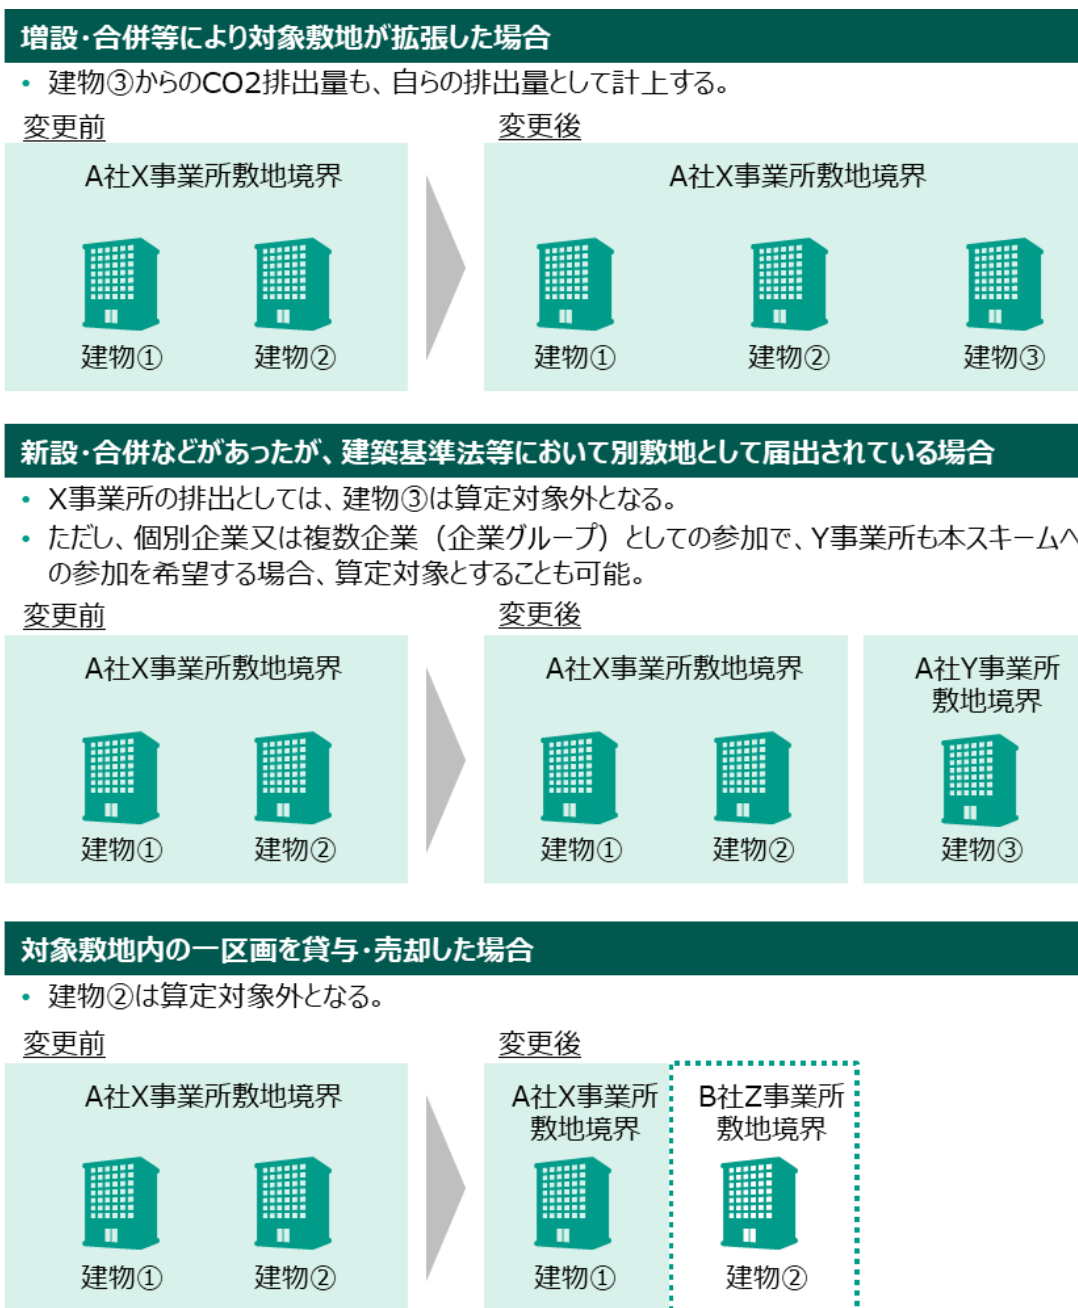 増設・合併等により対象敷地が拡張した場合
• 建物③からのCO2排出量も、自らの排出量として計上する。
変更前
変更後
A社X事業所敷地境界
A社X事業所敷地境界
建物①
建物②
建物①
建物②
建物③
新設・合併などがあったが、建築基準法等において別敷地として届出されている場合
• X事業所の排出としては、建物③は算定対象外となる。
• ただし、個別企業又は複数企業（企業グループ）としての参加で、Y事業所も本スキームへ
の参加を希望する場合、算定対象とすることも可能。
変更前
変更後
A社X事業所敷地境界
A社X事業所敷地境界
A社Y事業所
敷地境界
建物①
建物②
建物①
建物②
建物③
対象敷地内の一区画を貸与・売却した場合
• 建物②は算定対象外となる。
変更前
変更後
A社X事業所敷地境界
A社X事業所
敷地境界
B社Z事業所
敷地境界
建物①
建物②
建物①
建物②